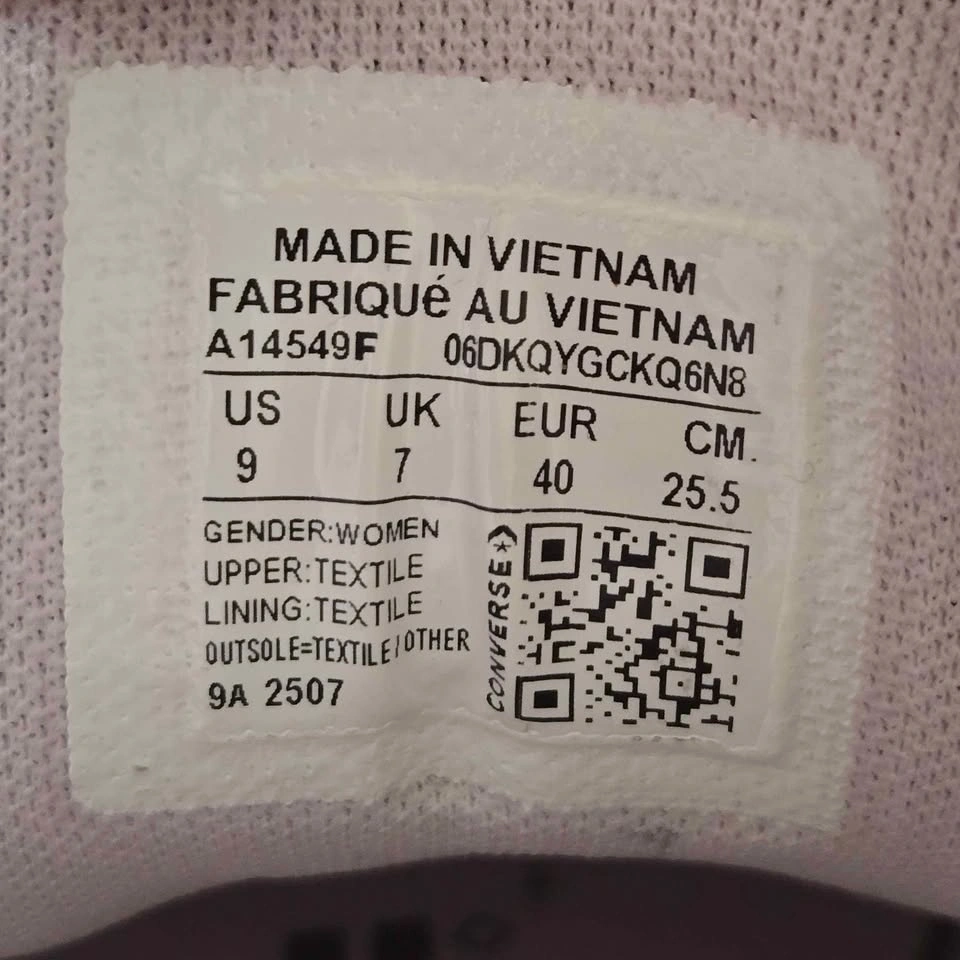 MADE IN VIETNAM
FABRIQUé AU VIETNAM
A14549F 06DKQYGCKQ6N8
US UK EUR CM.
9 7 40 25.5
GENDER:WOMEN
UPPER:TEXTILE
LINING:TEXTILE
OUTSOLE=TEXTILE/OTHER
9A 2507
CONVERSE